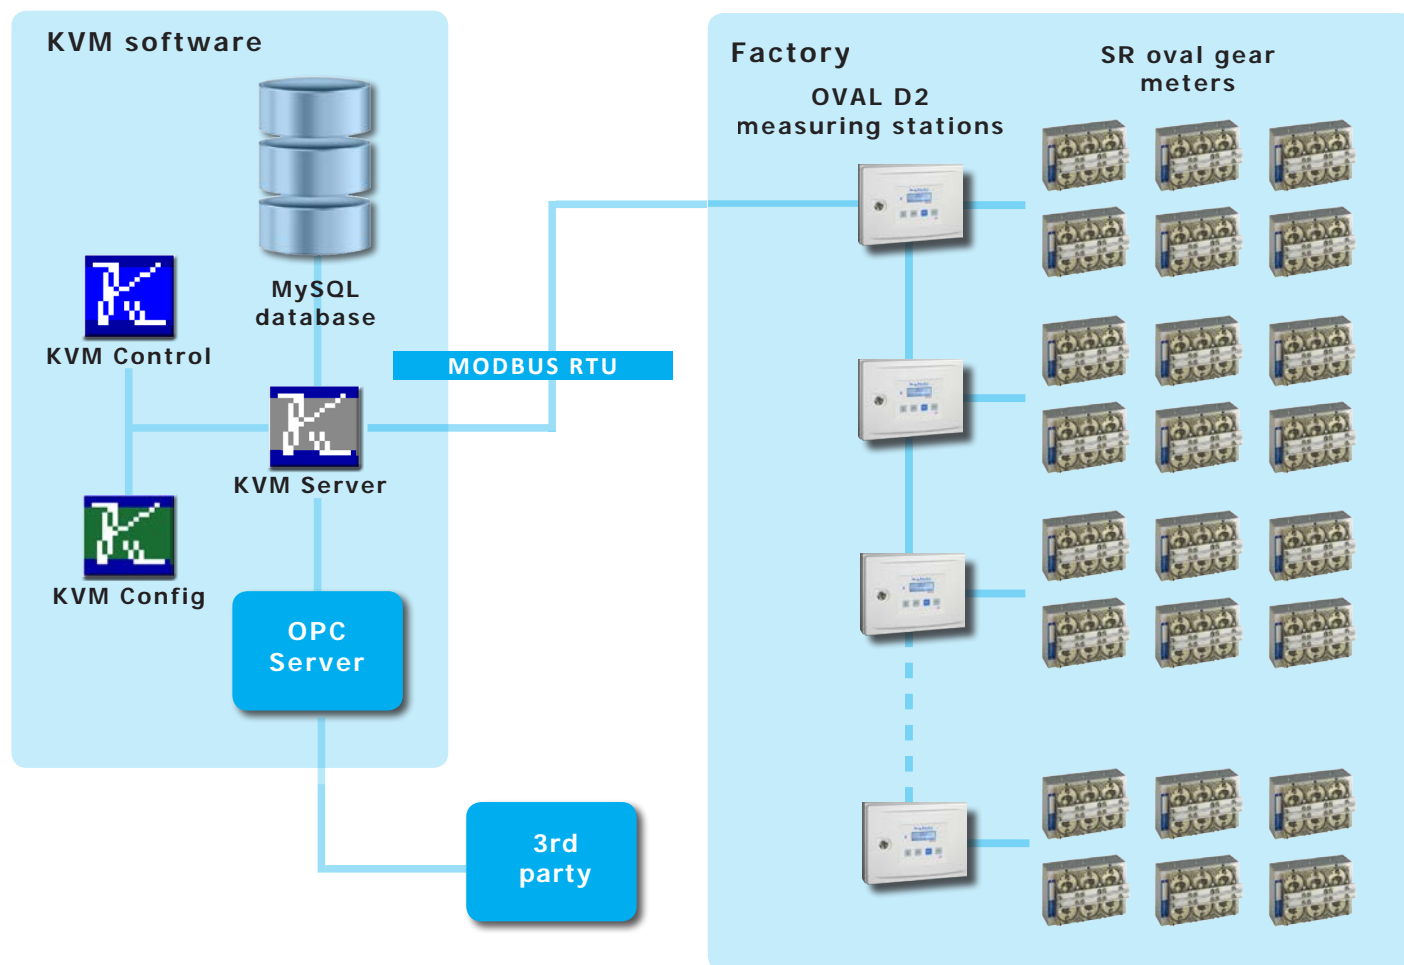 KVM software
MySQL
database
KVM Control
KVM Server
KVM Config
OPC
Server
MODBUS RTU
3rd
party
Factory
OVAL D2
measuring stations
SR oval gear
meters